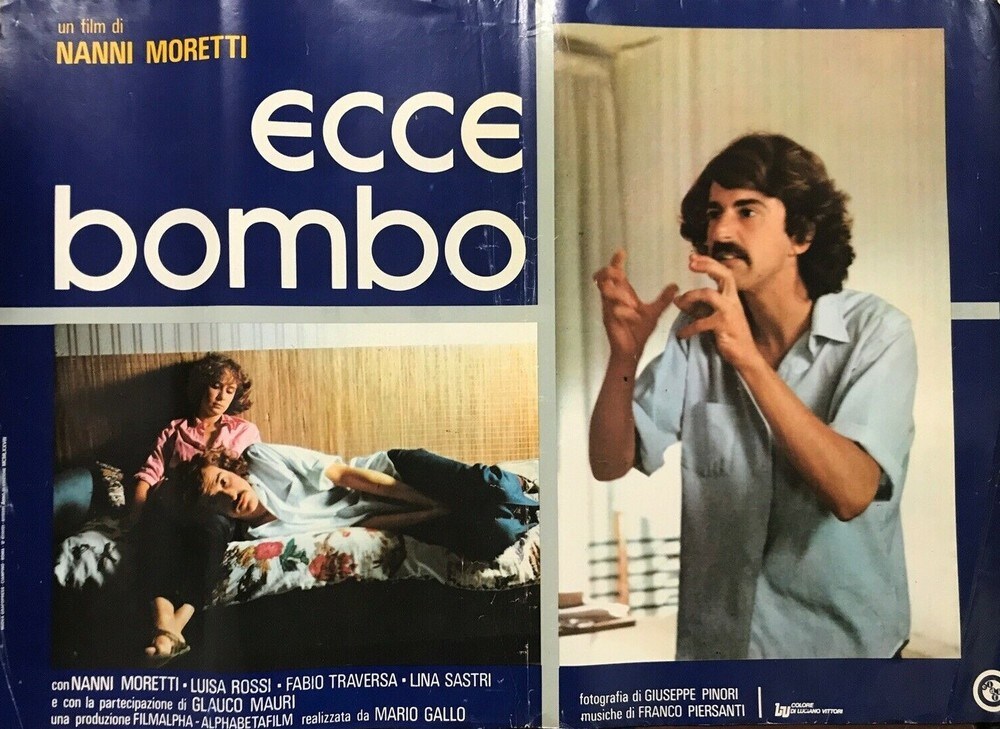 un film di
NANNI MORETTI
ECCE
bombo
con NANNI MORETTI • LUISA ROSSI • FABIO TRAVERSA • LINA SASTRI
e con la partecipazione di GLAUCO MAURI
una produzione FILMALPHA - ALPHABETAFILM realizzata da MARIO GALLO
fotografia di GIUSEPPE PINORI
musiche di FRANCO PIERSANTI
LV COLORE
DI LUCIANO VITTORI